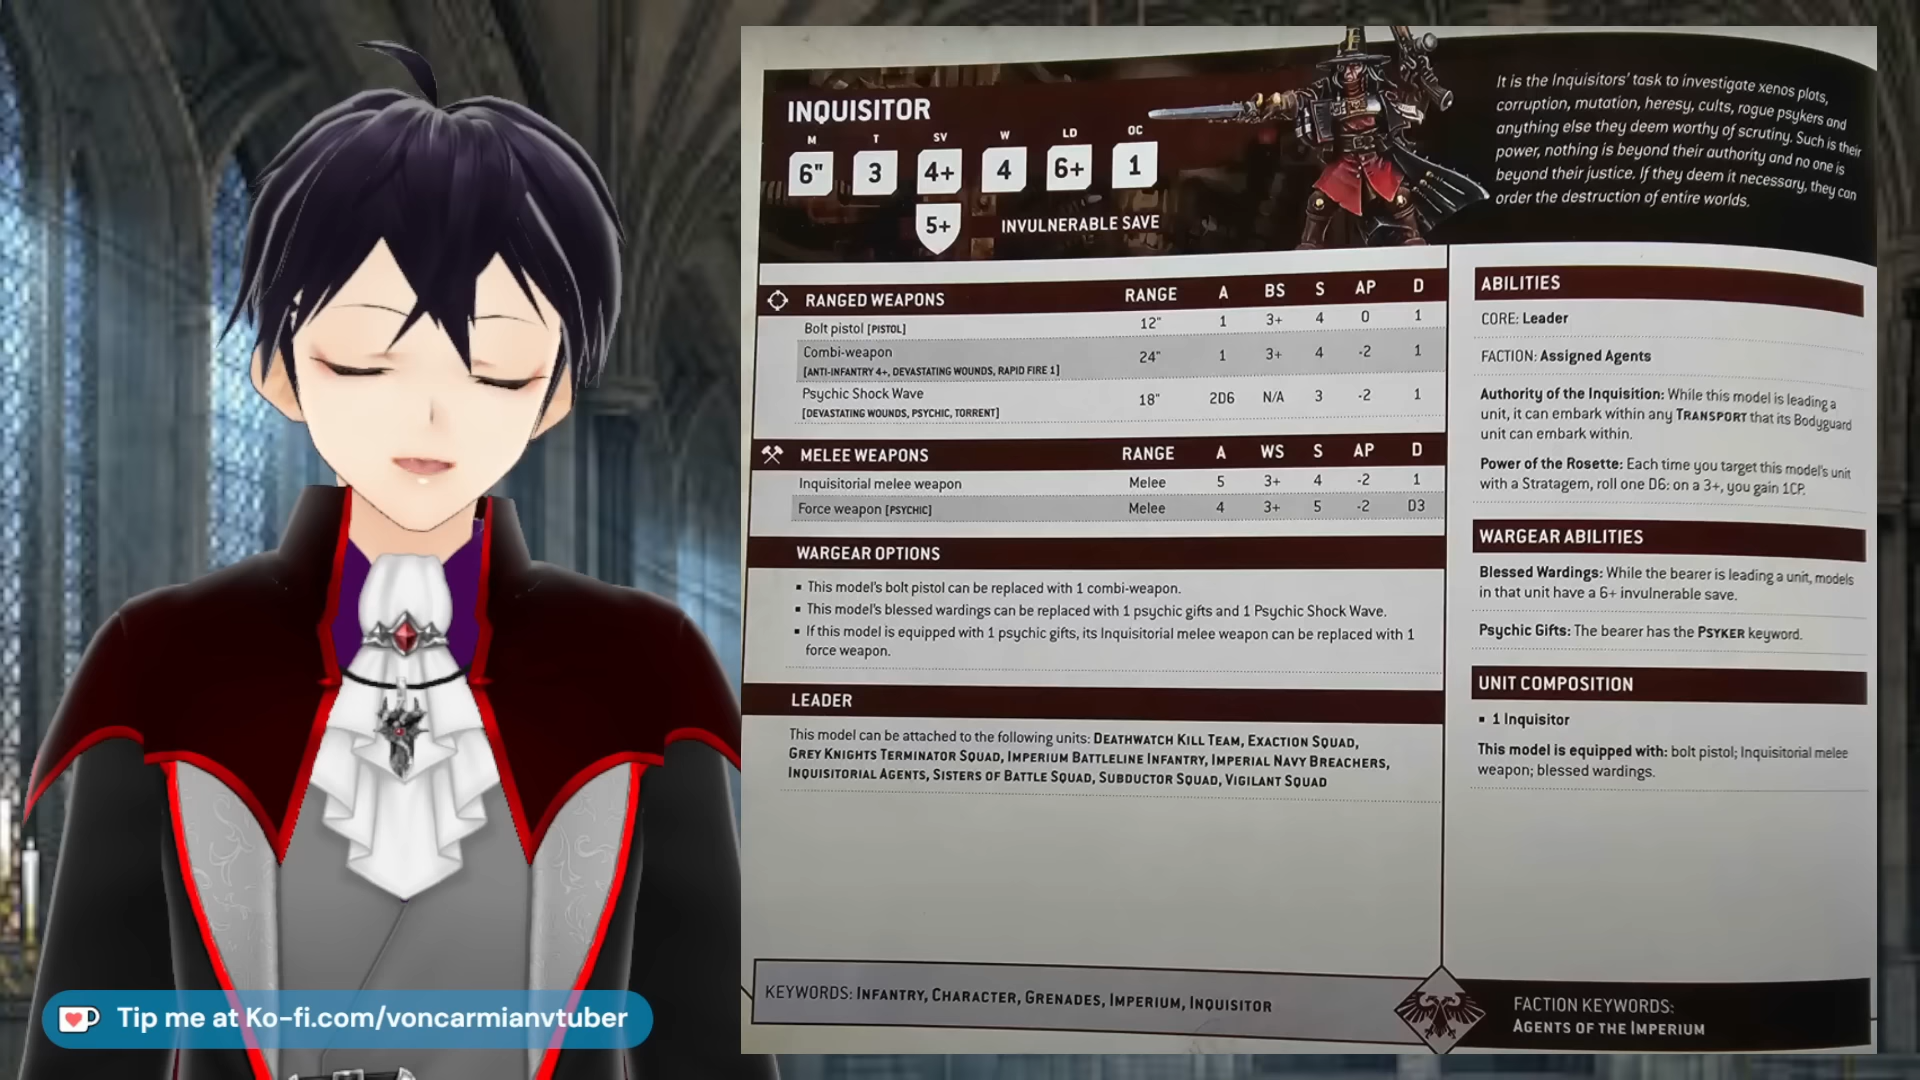 INQUISITOR
M T SV W LD OC
6" 3 4+ 4 6+ 1
5+ INVULNERABLE SAVE
It is the Inquisitors' task to investigate xenos plots,
corruption, mutation, heresy, cults, rogue psykers and
anything else they deem worthy of scrutiny. Such is their
power, nothing is beyond their authority and no one is
beyond their justice. If they deem it necessary, they can
order the destruction of entire worlds.
RANGED WEAPONS RANGE A BS S AP D
Bolt pistol [PISTOL] 12" 1 3+ 4 0 1
Combi-weapon 24" 1 3+ 4 -2 1
[ANTI-INFANTRY 4+, DEVASTATING WOUNDS, RAPID FIRE 1]
Psychic Shock Wave 18" 2D6 N/A 3 -2 1
[DEVASTATING WOUNDS, PSYCHIC, TORRENT]
MELEE WEAPONS RANGE A WS S AP D
Inquisitorial melee weapon Melee 5 3+ 4 -2 1
Force weapon [PSYCHIC] Melee 4 3+ 5 -2 D3
WARGEAR OPTIONS
▪ This model's bolt pistol can be replaced with 1 combi-weapon.
▪ This model's blessed wardings can be replaced with 1 psychic gifts and 1 Psychic Shock Wave.
▪ If this model is equipped with 1 psychic gifts, its Inquisitorial melee weapon can be replaced with 1
force weapon.
LEADER
This model can be attached to the following units: DEATHWATCH KILL TEAM, EXACTION SQUAD,
GREY KNIGHTS TERMINATOR SQUAD, IMPERIUM BATTLELINE INFANTRY, IMPERIAL NAVY BREACHERS,
INQUISITORIAL AGENTS, SISTERS OF BATTLE SQUAD, SUBDUCTOR SQUAD, VIGILANT SQUAD
ABILITIES
CORE: Leader
FACTION: Assigned Agents
Authority of the Inquisition: While this model is leading a
unit, it can embark within any TRANSPORT that its Bodyguard
unit can embark within.
Power of the Rosette: Each time you target this model's unit
with a Stratagem, roll one D6: on a 3+, you gain 1CP.
WARGEAR ABILITIES
Blessed Wardings: While the bearer is leading a unit, models
in that unit have a 6+ invulnerable save.
Psychic Gifts: The bearer has the PSYKER keyword.
UNIT COMPOSITION
▪ 1 Inquisitor
This model is equipped with: bolt pistol; Inquisitorial melee
weapon; blessed wardings.
KEYWORDS: INFANTRY, CHARACTER, GRENADES, IMPERIUM, INQUISITOR
FACTION KEYWORDS:
AGENTS OF THE IMPERIUM
Tip me at Ko-fi.com/voncarmianvtuber